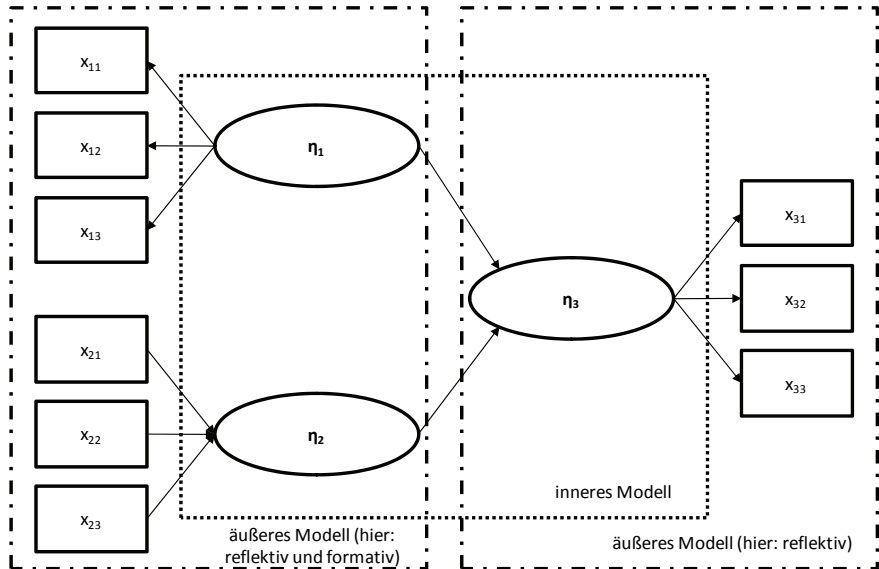 x₁₁
x₁₂
η₁
x₁₃
x₃₁
η₃
x₃₂
x₂₁
x₃₃
x₂₂
η₂
inneres Modell
x₂₃
äußeres Modell (hier:
reflektiv und formativ)
äußeres Modell (hier: reflektiv)